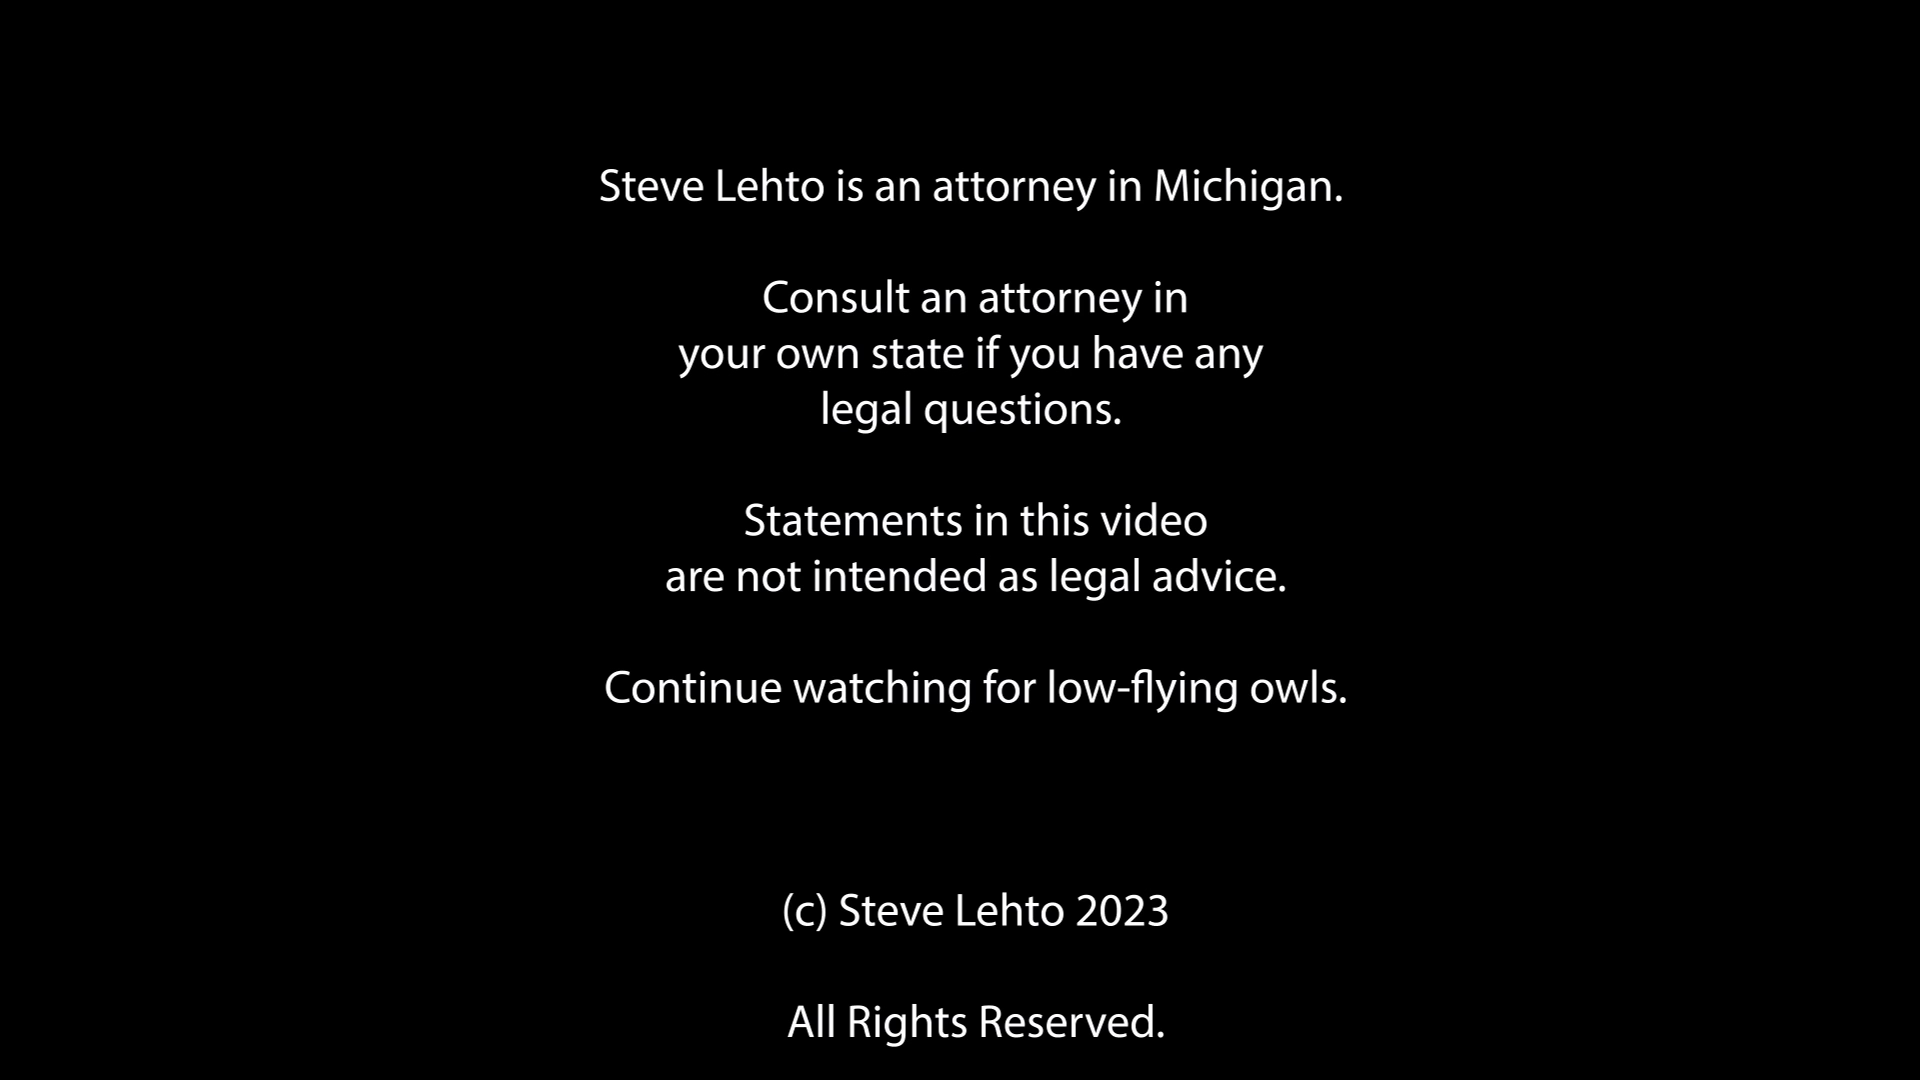 Steve Lehto is an attorney in Michigan.
Consult an attorney in
your own state if you have any
legal questions.
Statements in this video
are not intended as legal advice.
Continue watching for low-flying owls.
(c) Steve Lehto 2023
All Rights Reserved.